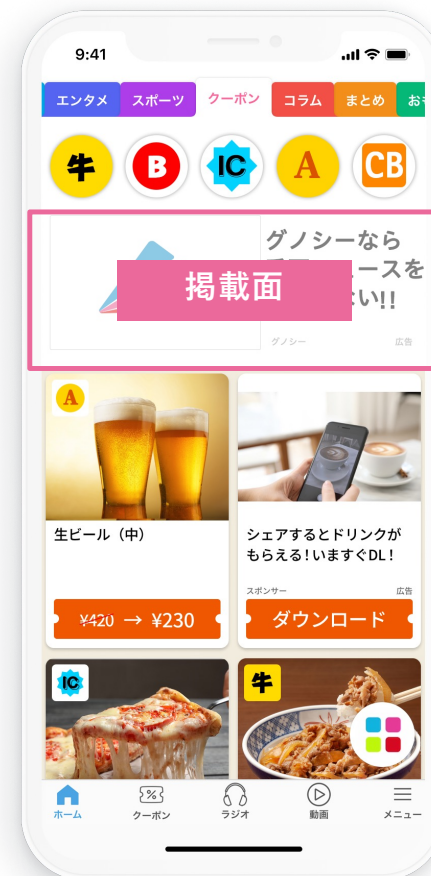 9:41
エンタメ スポーツ クーポン コラム まとめ お
牛 B IC A CB
グノシーなら
ースを
い!!
掲載面
グノシー 広告
A
生ビール（中）
¥420 → ¥230
シェアするとドリンクが
もらえる!いますぐDL!
スポンサー 広告
ダウンロード
IC
牛
ホーム クーポン ラジオ 動画 メニュー